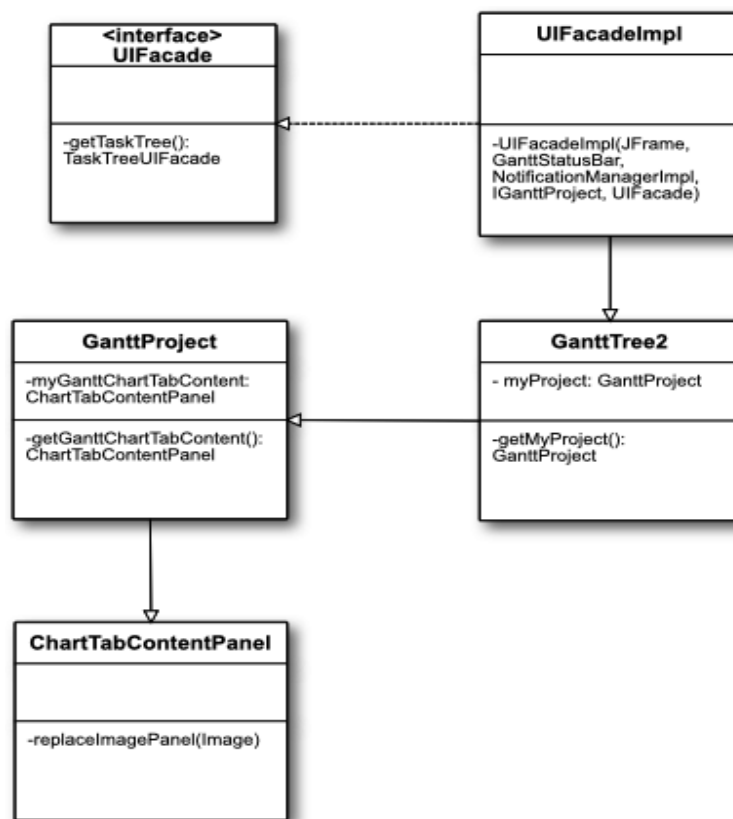 <interface>
UIFacade
-getTaskTree():
TaskTreeUIFacade
UIFacadeImpl
-UIFacadeImpl(JFrame,
GanttStatusBar,
NotificationManagerImpl,
IGanttProject, UIFacade)
GanttProject
-myGanttChartTabContent:
ChartTabContentPanel
-getGanttChartTabContent():
ChartTabContentPanel
GanttTree2
- myProject: GanttProject
-getMyProject():
GanttProject
ChartTabContentPanel
-replaceImagePanel(Image)